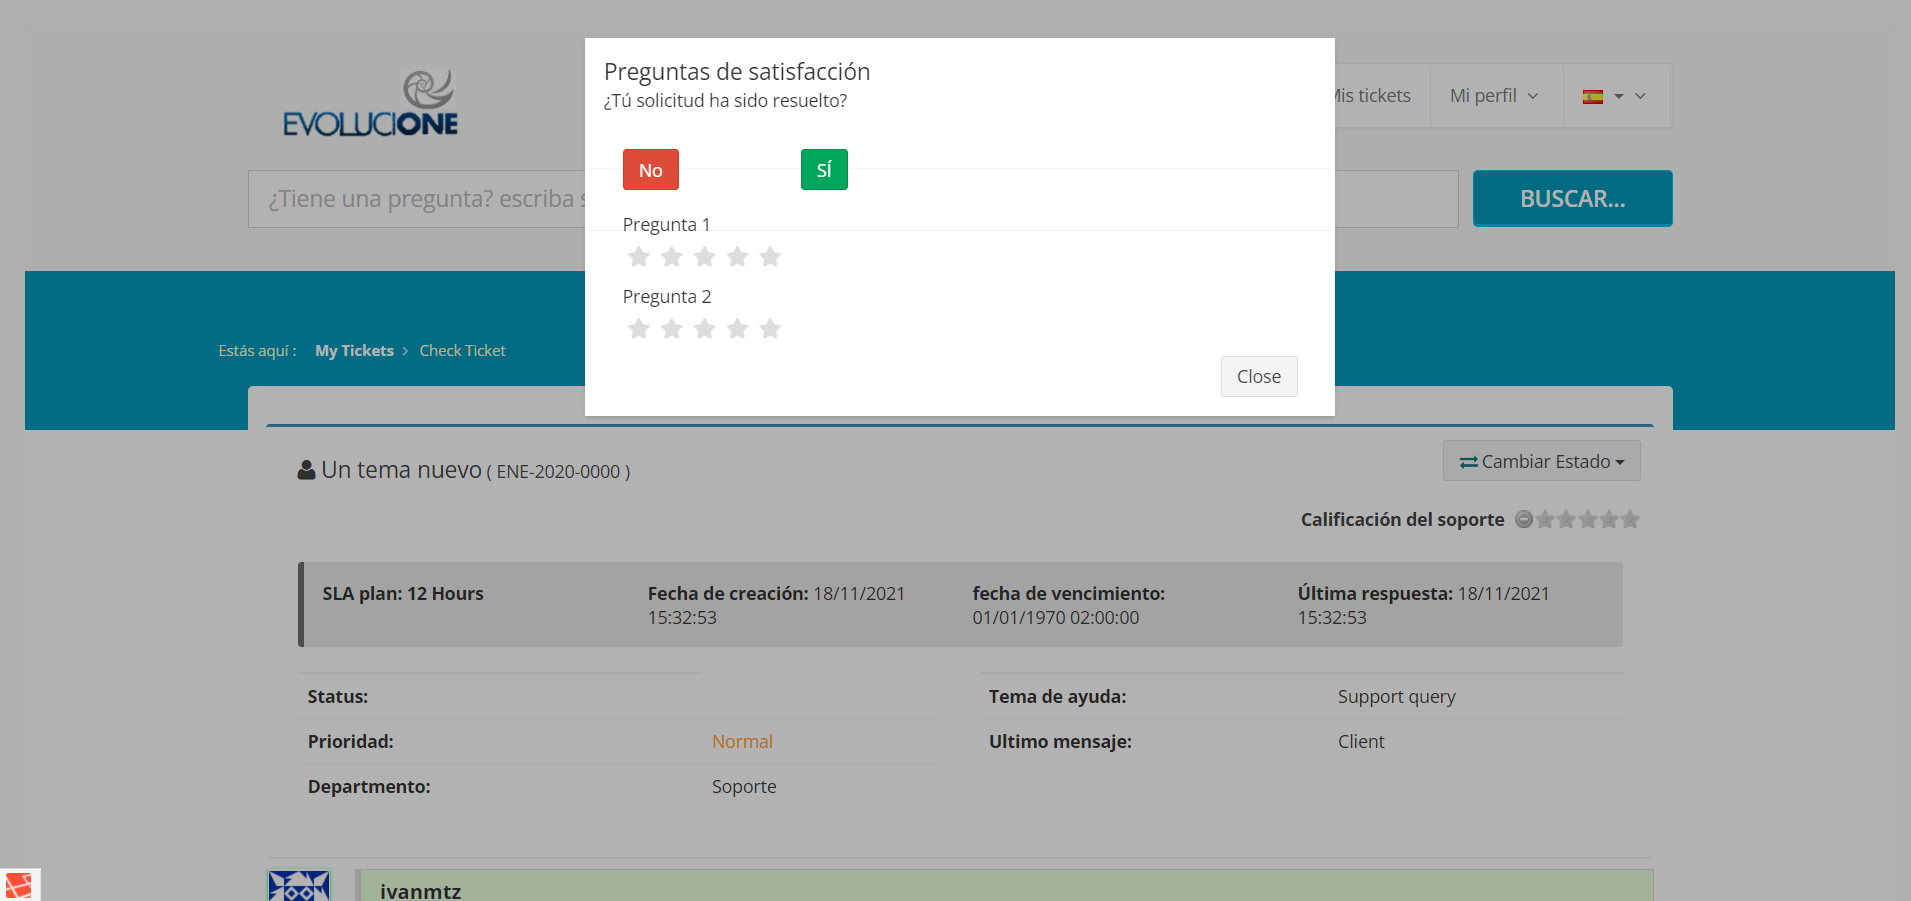 Preguntas de satisfacción
¿Tú solicitud ha sido resuelto?
No
SÍ
Pregunta 1
Pregunta 2
Close
EVOLUCIONE
Mis tickets
Mi perfil
¿Tiene una pregunta? escriba
BUSCAR...
Estás aquí :
My Tickets
Check Ticket
Un tema nuevo ( ENE-2020-0000 )
Cambiar Estado
Calificación del soporte
SLA plan: 12 Hours
Fecha de creación: 18/11/2021
15:32:53
fecha de vencimiento:
01/01/1970 02:00:00
Última respuesta: 18/11/2021
15:32:53
Status:
Prioridad: Normal
Departmento: Soporte
Tema de ayuda: Support query
Ultimo mensaje: Client
ivanmtz